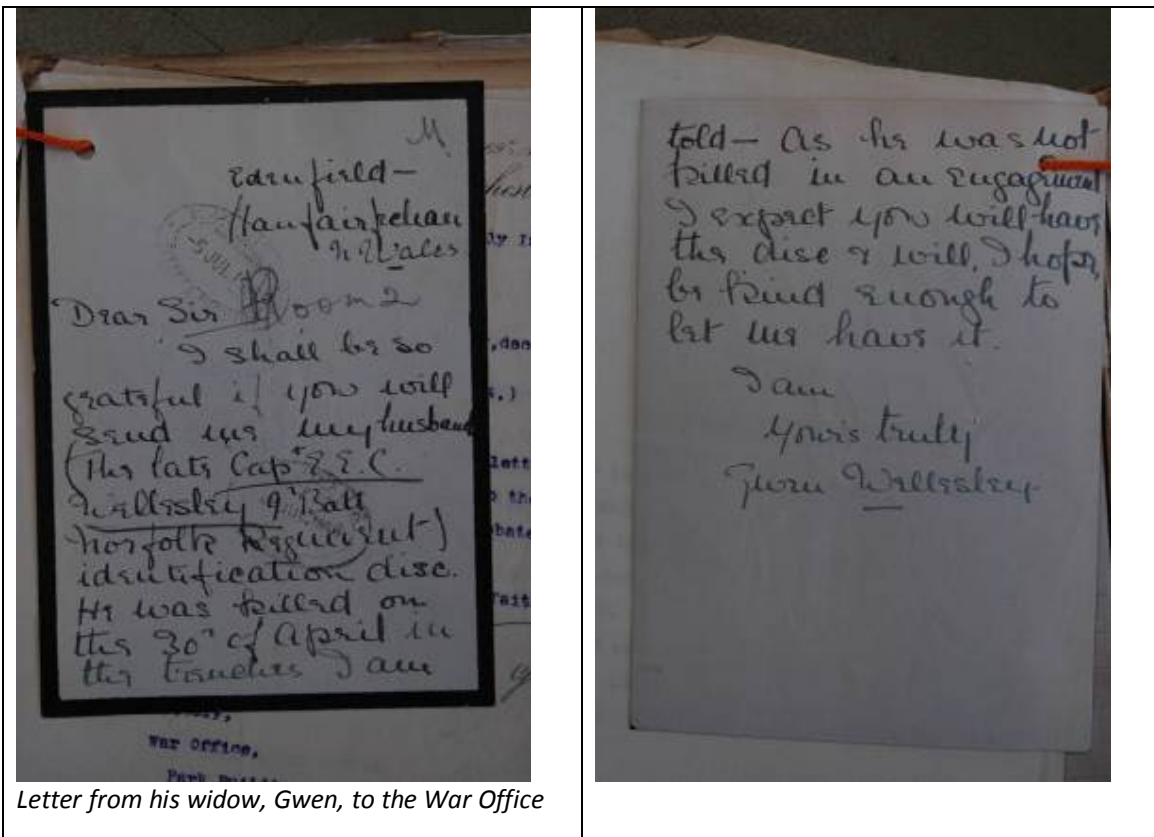 M.
Edenfield—
Llanfairfechan
N. Wales
5 JUL
Room 2
Dear Sir
I shall be so
grateful if you will
send me my husband
(the late Capt E.E.C.
Wellesley 9th Batt
Norfolk Regiment)
identification disc.
He was killed on
the 30th of April in
the trenches I am
War Office,
told— As he was not
killed in an engagement
I expect you will have
the disc & will, I hope,
be kind enough to
let me have it.
I am
Yours truly
Gwen Wellesley
Letter from his widow, Gwen, to the War Office